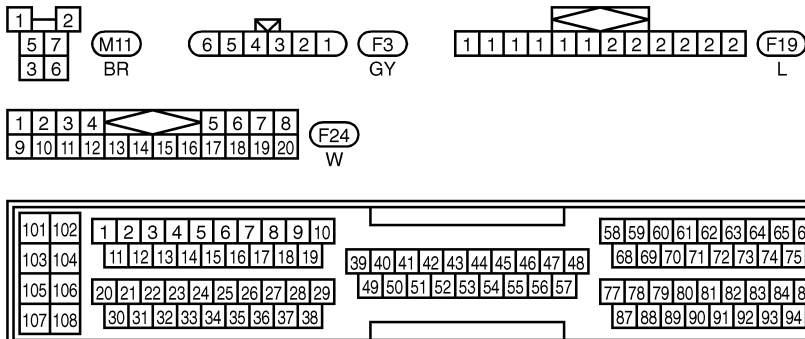 1 2
5 7
3 6
M11
BR
6 5 4 3 2 1
F3
GY
1 1 1 1 1 1 2 2 2 2 2 2
F19
L
1 2 3 4 5 6 7 8
9 10 11 12 13 14 15 16 17 18 19 20
F24
W
101 102
103 104
105 106
107 108
1 2 3 4 5 6 7 8 9 10
11 12 13 14 15 16 17 18 19
20 21 22 23 24 25 26 27 28 29
30 31 32 33 34 35 36 37 38
39 40 41 42 43 44 45 46 47 48
49 50 51 52 53 54 55 56 57
58 59 60 61 62 63 64 65
68 69 70 71 72 73 74 75
77 78 79 80 81 82 83 84
87 88 89 90 91 92 93 94